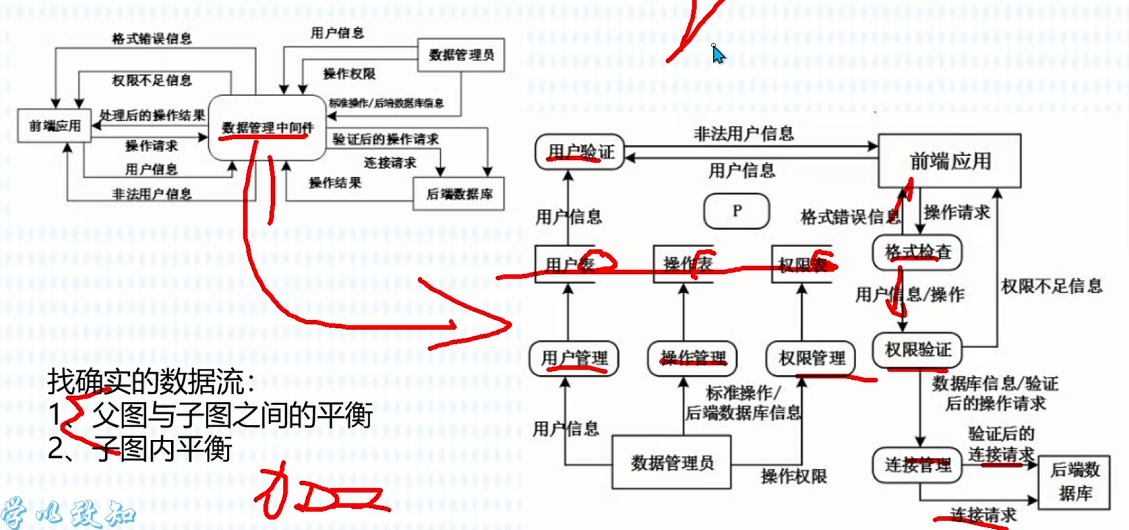 格式错误信息
权限不足信息
处理后的操作结果
前端应用
操作请求
用户信息
非法用户信息
数据管理中间件
用户信息
操作权限
数据管理员
标准操作/后端数据库信息
验证后的操作请求
连接请求
操作结果
后端数据库
用户验证
非法用户信息
用户信息
前端应用
P
用户信息
格式错误信息
操作请求
用户表
操作表
权限表
格式检查
用户信息/操作
权限不足信息
用户管理
操作管理
权限管理
权限验证
标准操作/
后端数据库信息
数据库信息/验证
后的操作请求
用户信息
数据管理员
操作权限
连接管理
验证后的
连接请求
后端数
据库
连接请求
找确实的数据流：
1、父图与子图之间的平衡
2、子图内平衡
学以致知